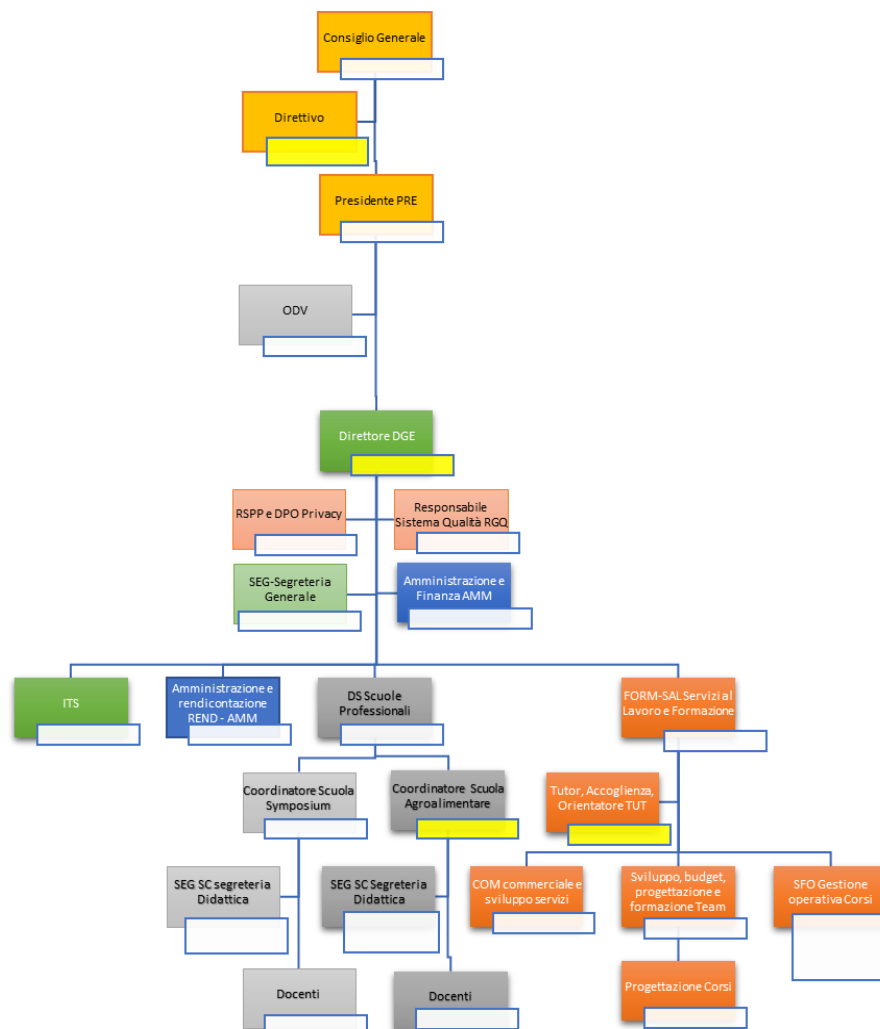 Consiglio Generale
Direttivo
Presidente PRE
ODV
Direttore DGE
RSPP e DPO Privacy
Responsabile
Sistema Qualità RGQ
SEG-Segreteria
Generale
Amministrazione e
Finanza AMM
ITS
Amministrazione e
rendicontazione
REND - AMM
DS Scuole
Professionali
FORM-SAL Servizi al
Lavoro e Formazione
Coordinatore Scuola
Symposium
Coordinatore Scuola
Agroalimentare
Tutor, Accoglienza,
Orientatore TUT
SEG SC segreteria
Didattica
SEG SC Segreteria
Didattica
COM commerciale e
sviluppo servizi
Sviluppo, budget,
progettazione e
formazione Team
SFO Gestione
operativa Corsi
Docenti
Docenti
Progettazione Corsi